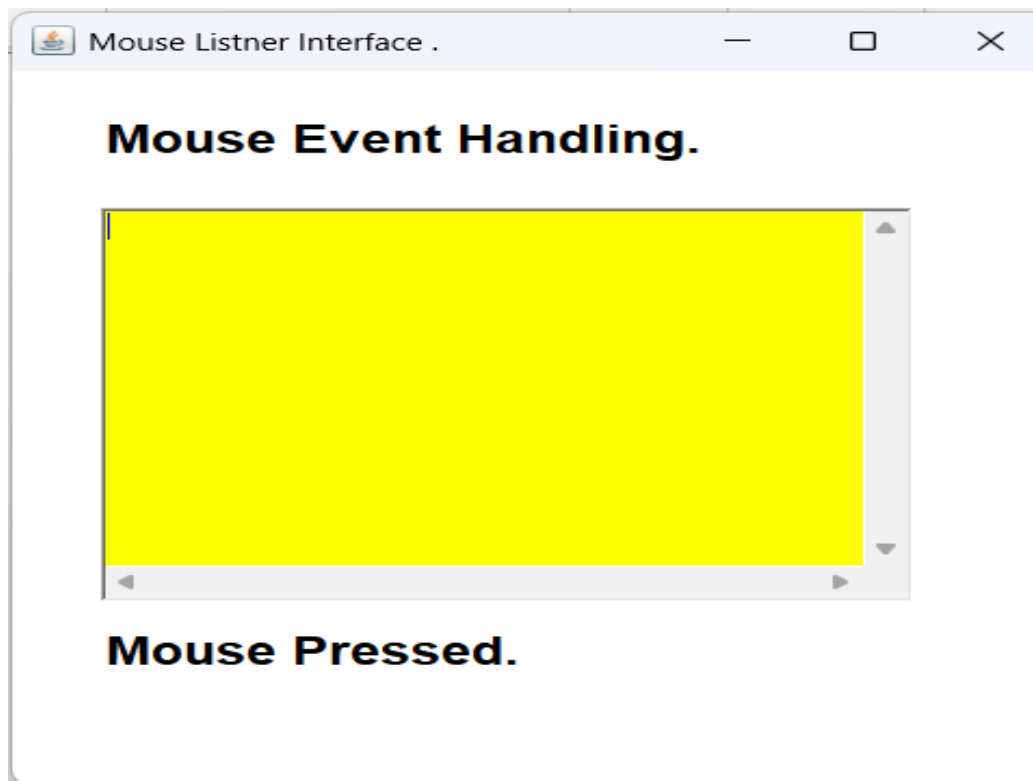 Mouse Listner Interface .
Mouse Event Handling.
Mouse Pressed.